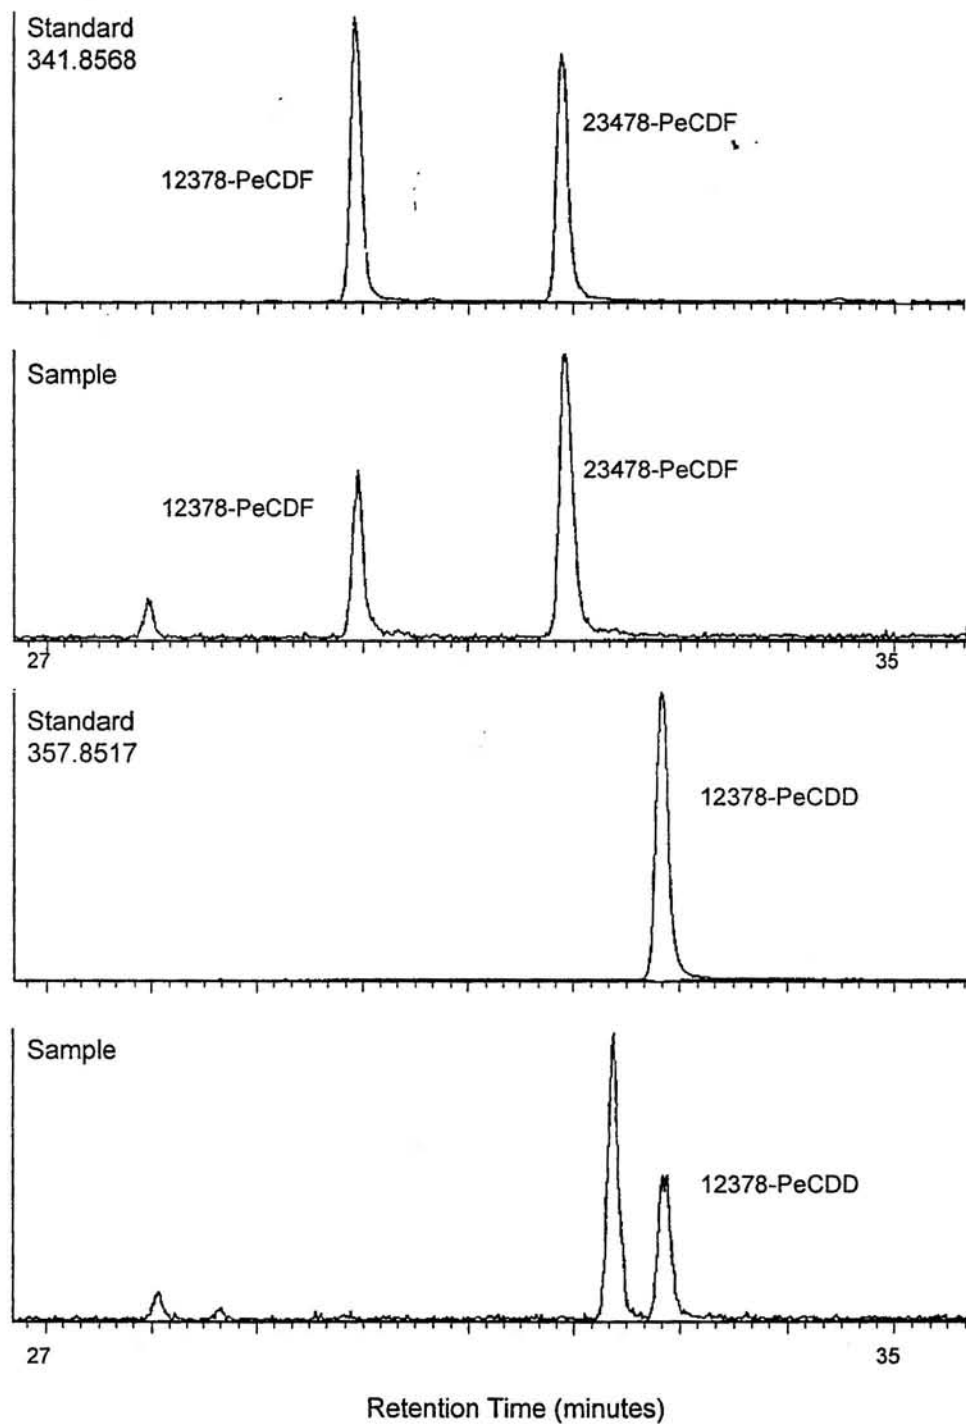 Standard
341.8568
23478-PeCDF
12378-PeCDF
Sample
23478-PeCDF
12378-PeCDF
27
35
Standard
357.8517
12378-PeCDD
Sample
12378-PeCDD
27
35
Retention Time (minutes)